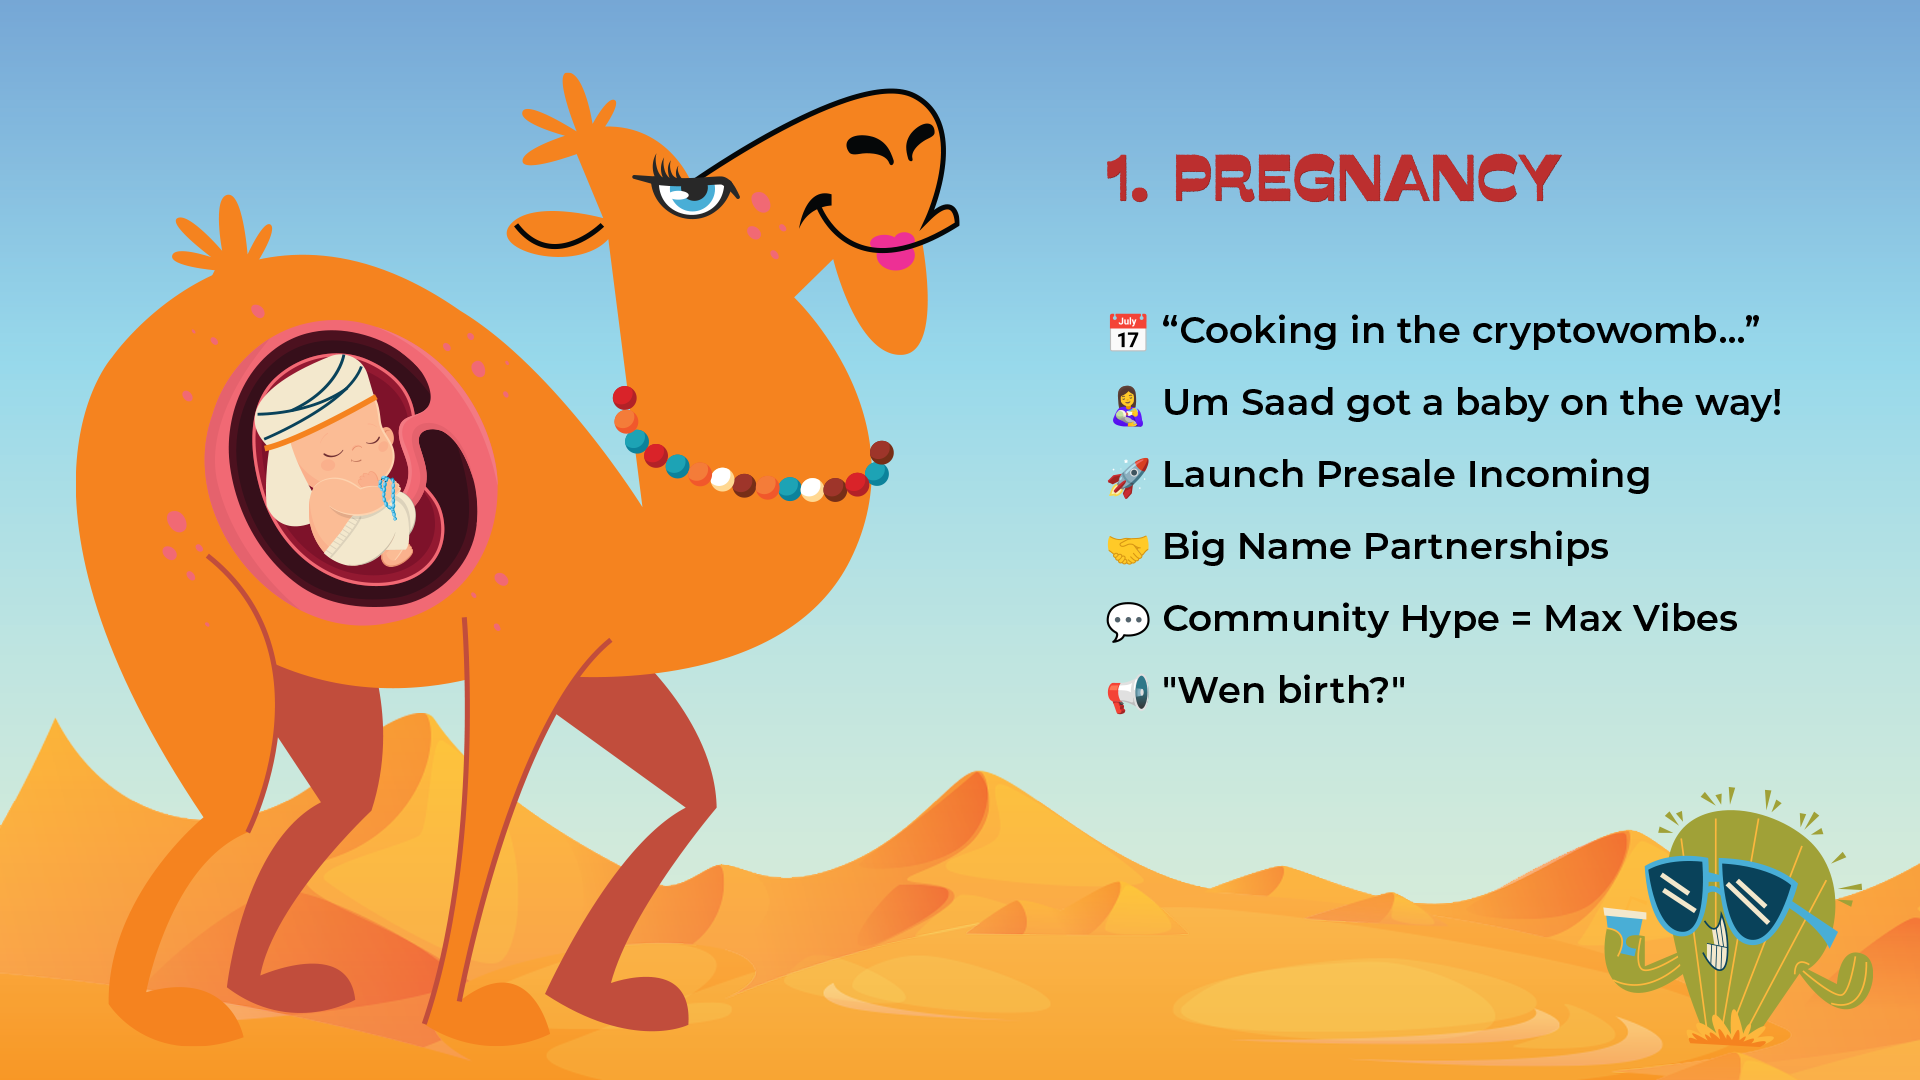 1. PREGNANCY
📅 “Cooking in the cryptowomb...”
🤱 Um Saad got a baby on the way!
🚀 Launch Presale Incoming
🤝 Big Name Partnerships
💬 Community Hype = Max Vibes
📢 "Wen birth?"